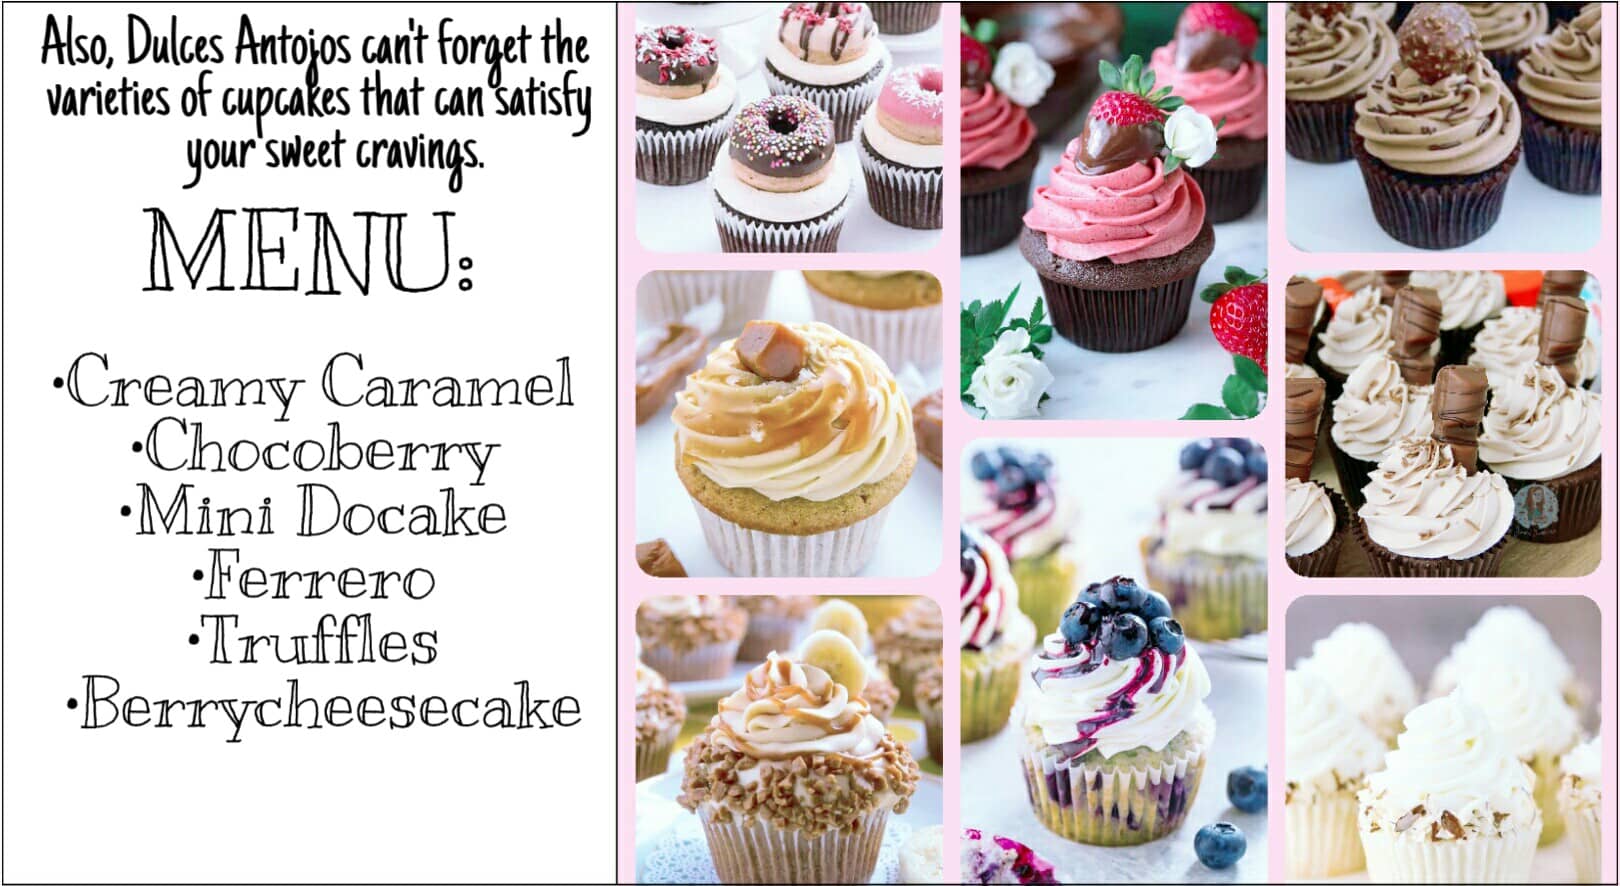 Also, Dulces Antojos can't forget the
varieties of cupcakes that can satisfy
your sweet cravings.
MENU:
•Creamy Caramel
•Chocoberry
•Mini Docake
•Ferrero
•Truffles
•Berrycheesecake